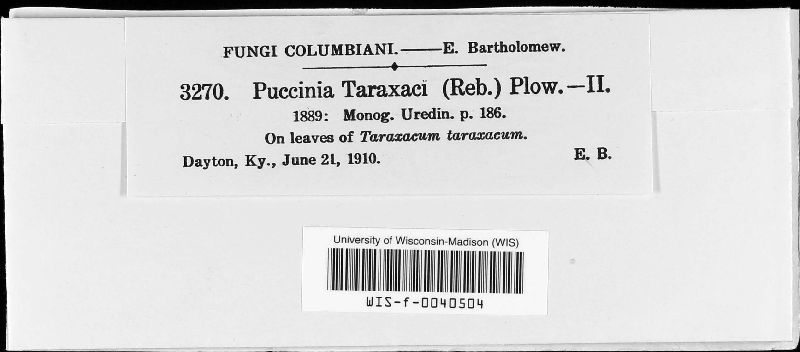 FUNGI COLUMBIANI.——E. Bartholomew.
3270. Puccinia Taraxaci (Reb.) Plow.—II.
1889: Monog. Uredin. p. 186.
On leaves of Taraxacum taraxacum.
Dayton, Ky., June 21, 1910. E. B.
University of Wisconsin-Madison (WIS)
WIS-f-0040504